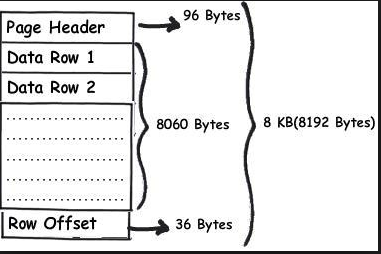 Page Header
96 Bytes
Data Row 1
Data Row 2
8060 Bytes
8 KB(8192 Bytes)
Row Offset
36 Bytes